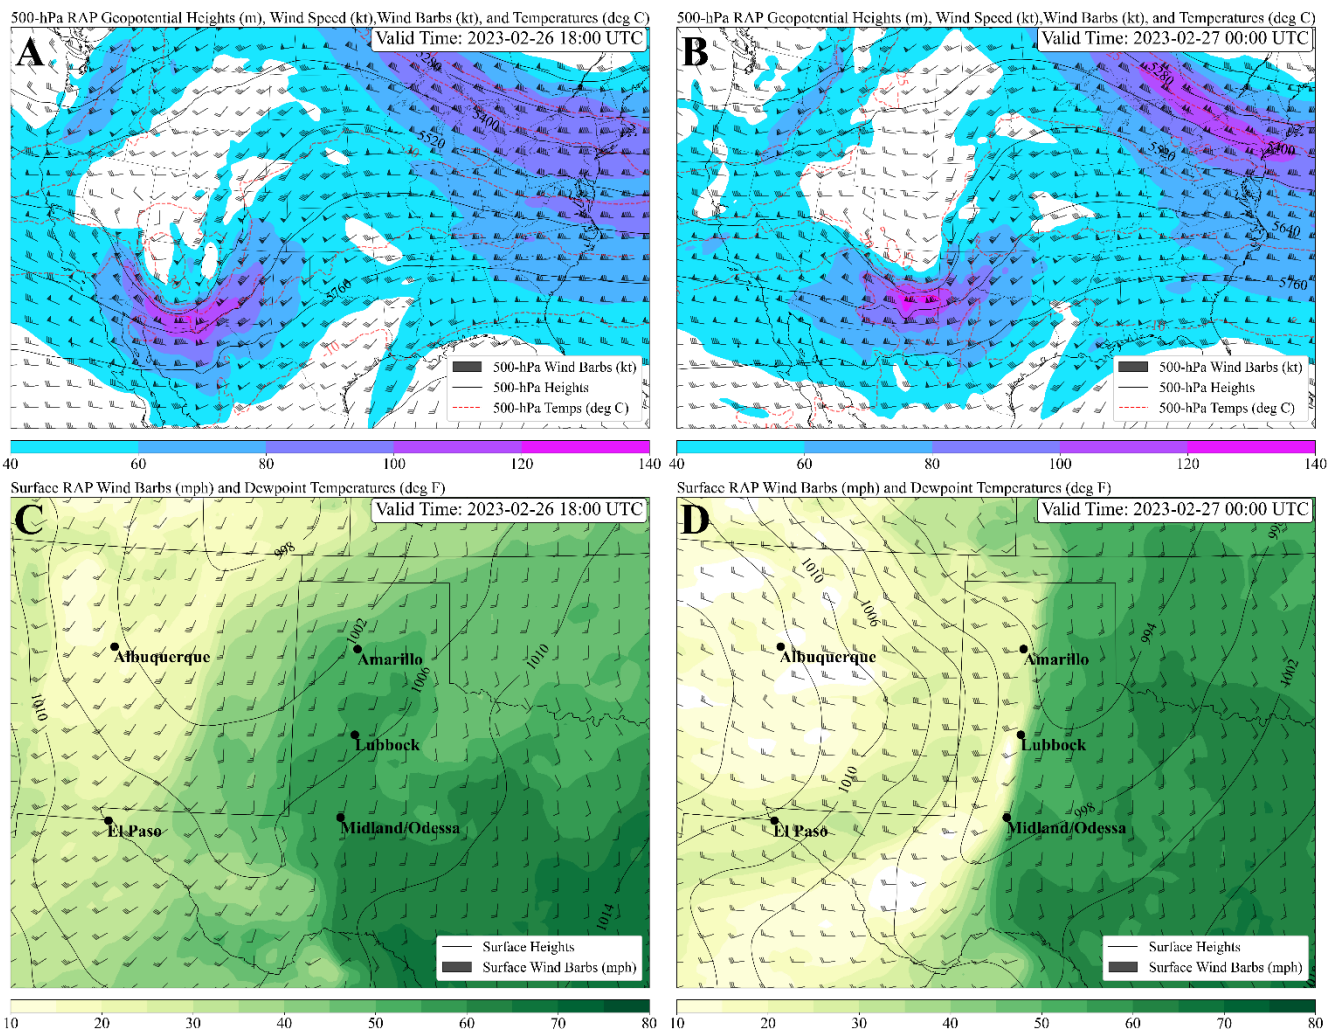 500-hPa RAP Geopotential Heights (m), Wind Speed (kt),Wind Barbs (kt), and Temperatures (deg C)
A
Valid Time: 2023-02-26 18:00 UTC
5280
5400
5520
5760
-10
500-hPa Wind Barbs (kt)
500-hPa Heights
500-hPa Temps (deg C)
40 60 80 100 120 140
500-hPa RAP Geopotential Heights (m), Wind Speed (kt),Wind Barbs (kt), and Temperatures (deg C)
B
Valid Time: 2023-02-27 00:00 UTC
5280
5400
5520
5640
5760
-10
500-hPa Wind Barbs (kt)
500-hPa Heights
500-hPa Temps (deg C)
40 60 80 100 120 140
Surface RAP Wind Barbs (mph) and Dewpoint Temperatures (deg F)
C
Valid Time: 2023-02-26 18:00 UTC
998
1002
Albuquerque
Amarillo
1010
1006
1010
Lubbock
El Paso
Midland/Odessa
1014
Surface Heights
Surface Wind Barbs (mph)
10 20 30 40 50 60 70 80
Surface RAP Wind Barbs (mph) and Dewpoint Temperatures (deg F)
D
Valid Time: 2023-02-27 00:00 UTC
998
1010
1006
994
Albuquerque
Amarillo
1002
Lubbock
1010
998
El Paso
Midland/Odessa
Surface Heights
Surface Wind Barbs (mph)
10 20 30 40 50 60 70 80